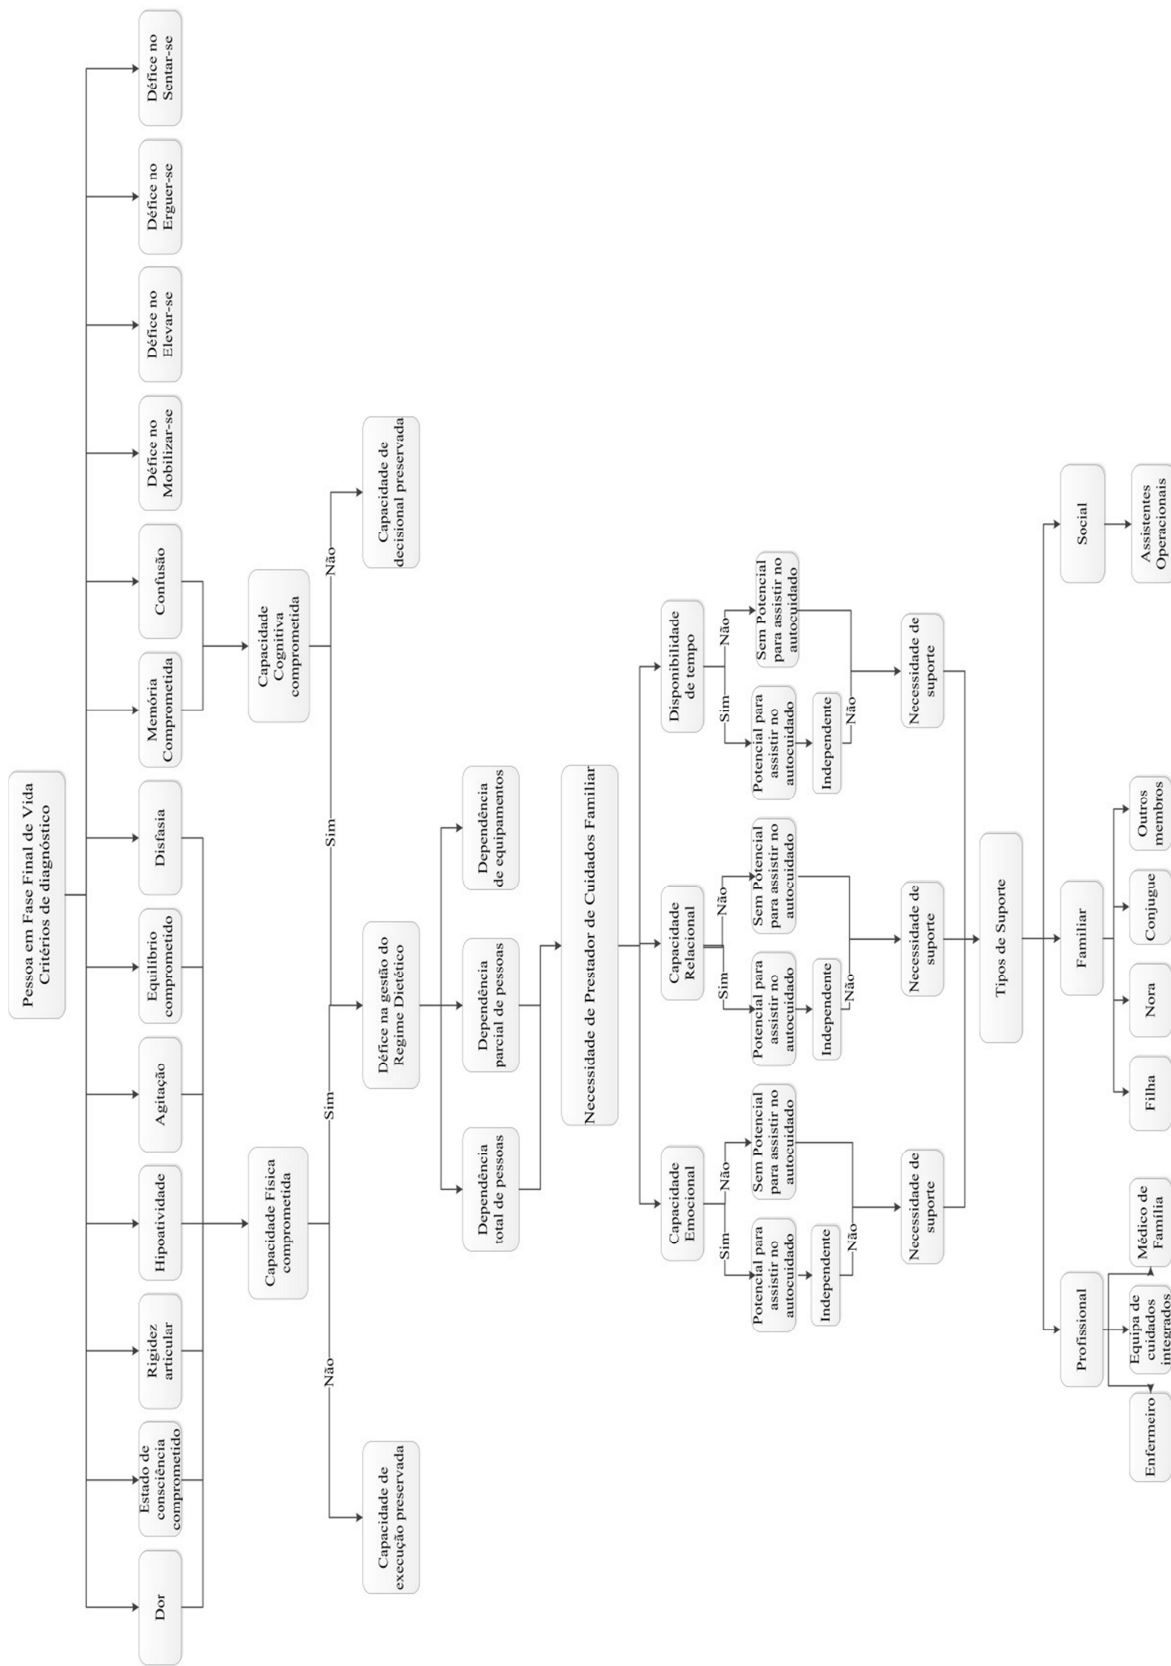 Pessoa em Fase Final de Vida
Critérios de diagnóstico
Dor
Estado de
consciência
comprometido
Rigidez
articular
Hipoatividade
Agitação
Equilíbrio
comprometido
Disfasia
Memória
Comprometida
Confusão
Défice no
Mobilizar-se
Défice no
Elevar-se
Défice no
Erguer-se
Défice no
Sentar-se
Capacidade Física
comprometida
Capacidade
Cognitiva
comprometida
Não
Sim
Sim
Não
Capacidade de
execução preservada
Défice na gestão do
Regime Dietético
Capacidade de
decisional preservada
Dependência
total de pessoas
Dependência
parcial de pessoas
Dependência
de equipamentos
Necessidade de Prestador de Cuidados Familiar
Capacidade
Emocional
Capacidade
Relacional
Disponibilidade
de tempo
Sim
Não
Sim
Não
Sim
Não
Potencial para
assistir no
autocuidado
Sem Potencial
para assistir no
autocuidado
Potencial para
assistir no
autocuidado
Sem Potencial
para assistir no
autocuidado
Potencial para
assistir no
autocuidado
Sem Potencial
para assistir no
autocuidado
Independente
Independente
Independente
Não
Não
Não
Necessidade de
suporte
Necessidade de
suporte
Necessidade de
suporte
Tipos de Suporte
Profissional
Familiar
Social
Enfermeiro
Equipa de
cuidados
integrados
Médico de
Família
Filha
Nora
Conjugue
Outros
membros
Assistentes
Operacionais